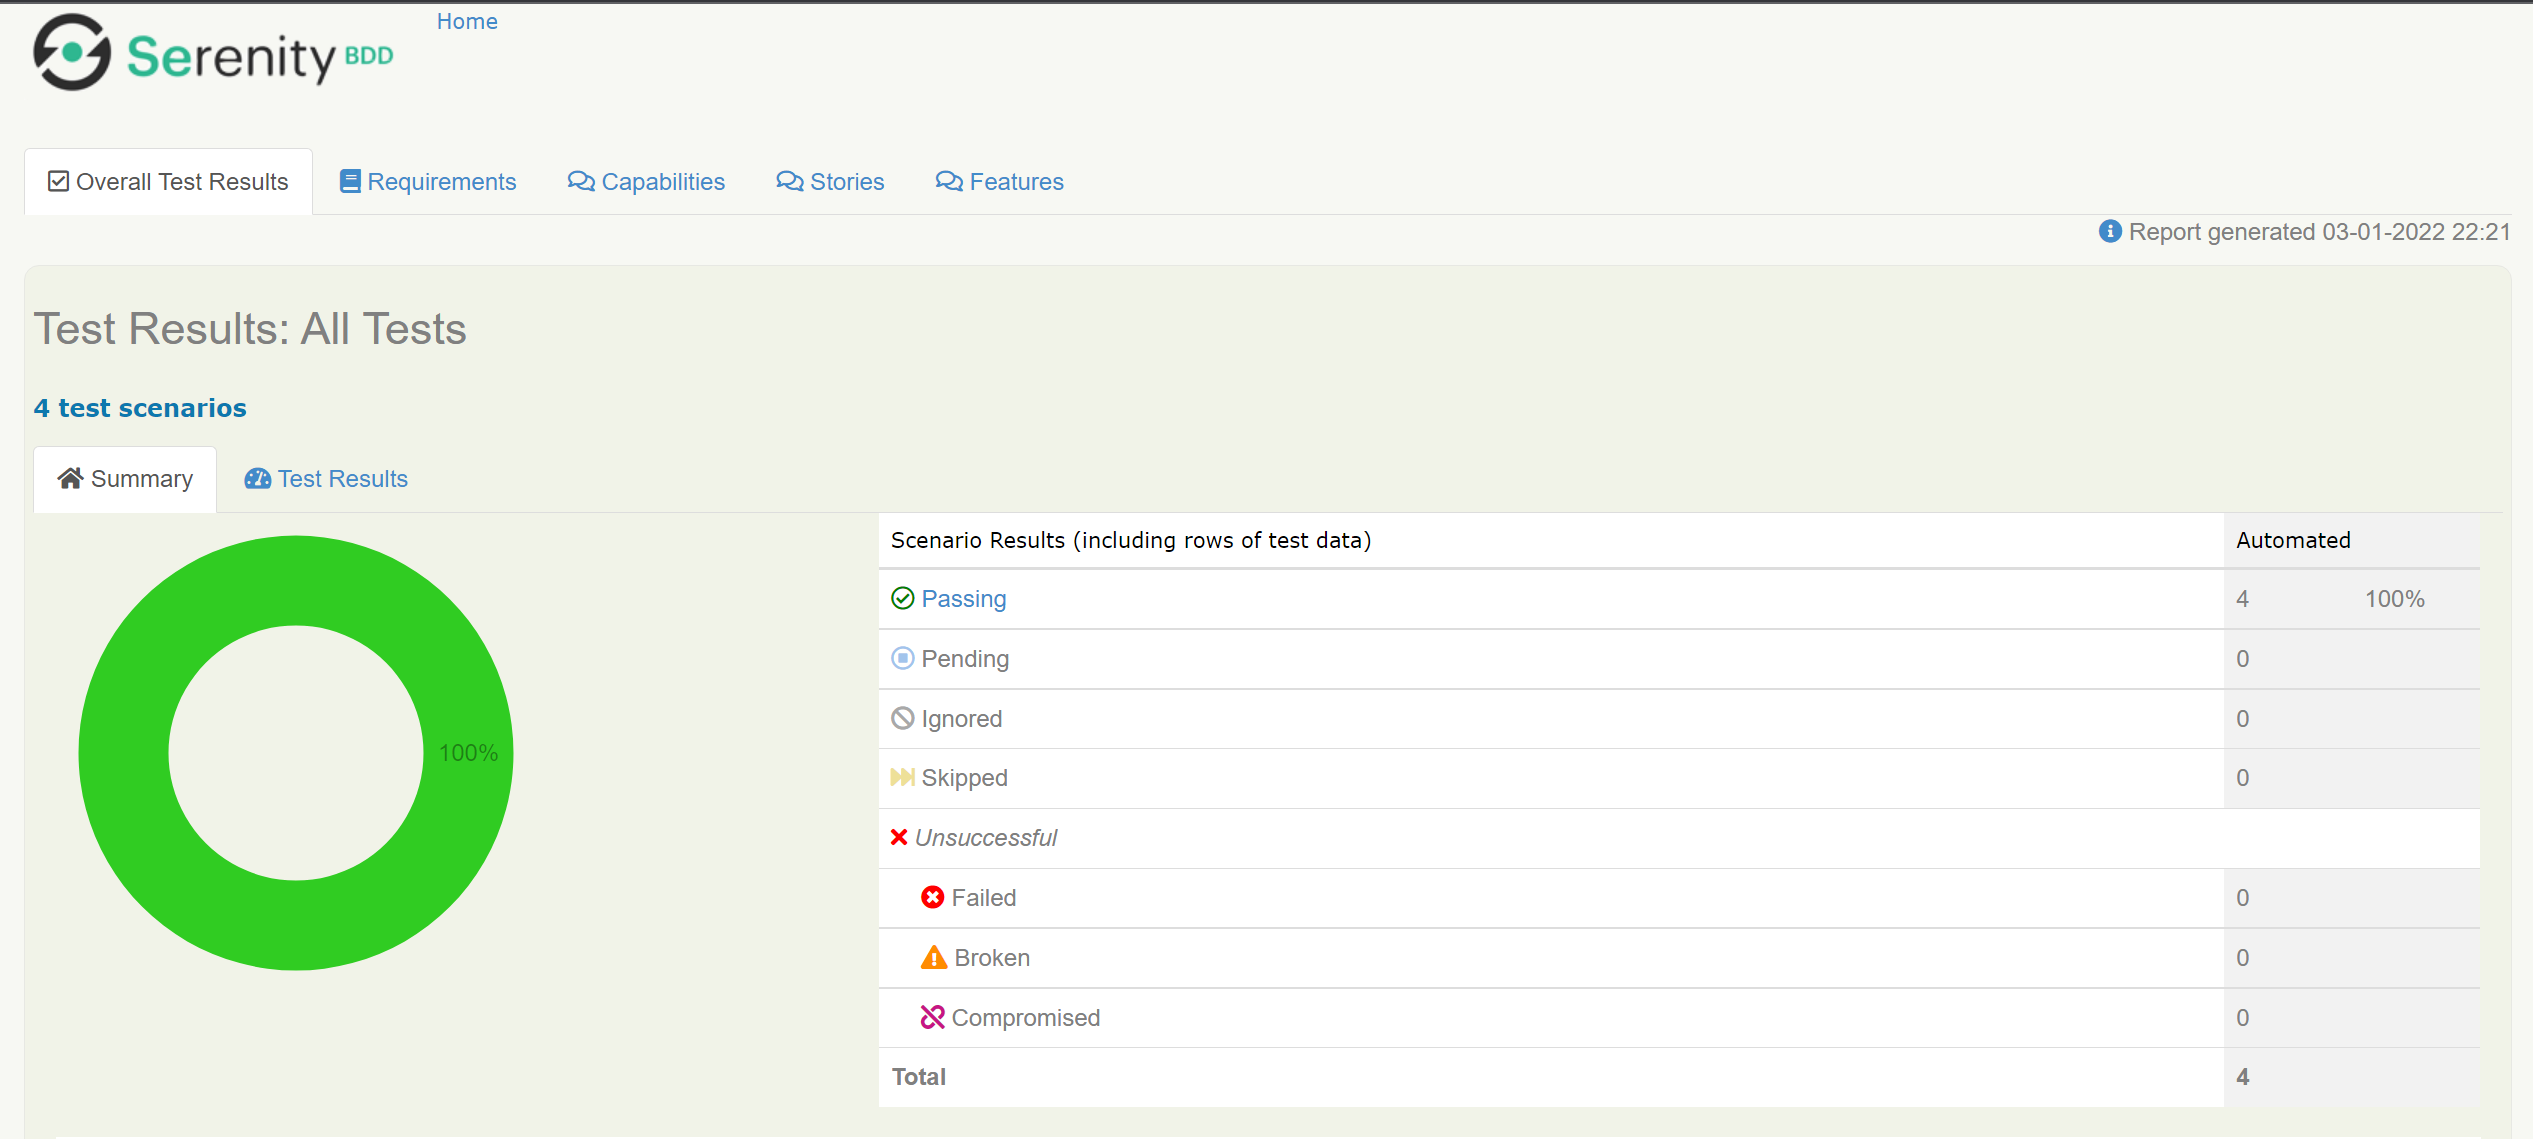 Serenity BDD
Home
Overall Test Results
Requirements
Capabilities
Stories
Features
Report generated 03-01-2022 22:21
Test Results: All Tests
4 test scenarios
Summary
Test Results
100%
Scenario Results (including rows of test data) Automated
Passing 4 100%
Pending 0
Ignored 0
Skipped 0
Unsuccessful
Failed 0
Broken 0
Compromised 0
Total 4